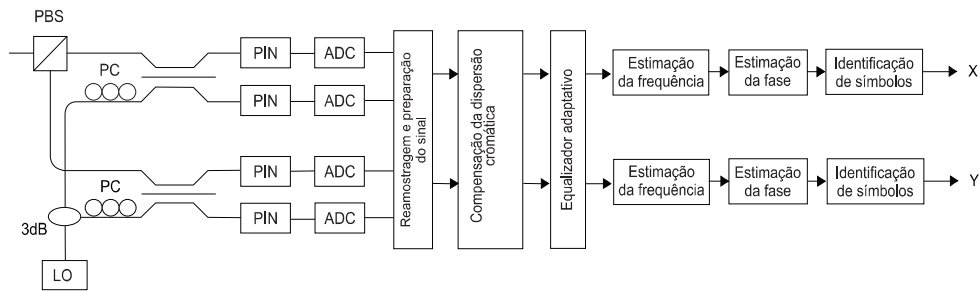 PBS
PC
PIN
ADC
PIN
ADC
PC
PIN
ADC
PIN
ADC
3dB
LO
Reamostragem e preparação
do sinal
Compensação da dispersão
crómática
Equalizador adaptativo
Estimação
da frequência
Estimação
da fase
Identificação
de símbolos
X
Estimação
da frequência
Estimação
da fase
Identificação
de símbolos
Y